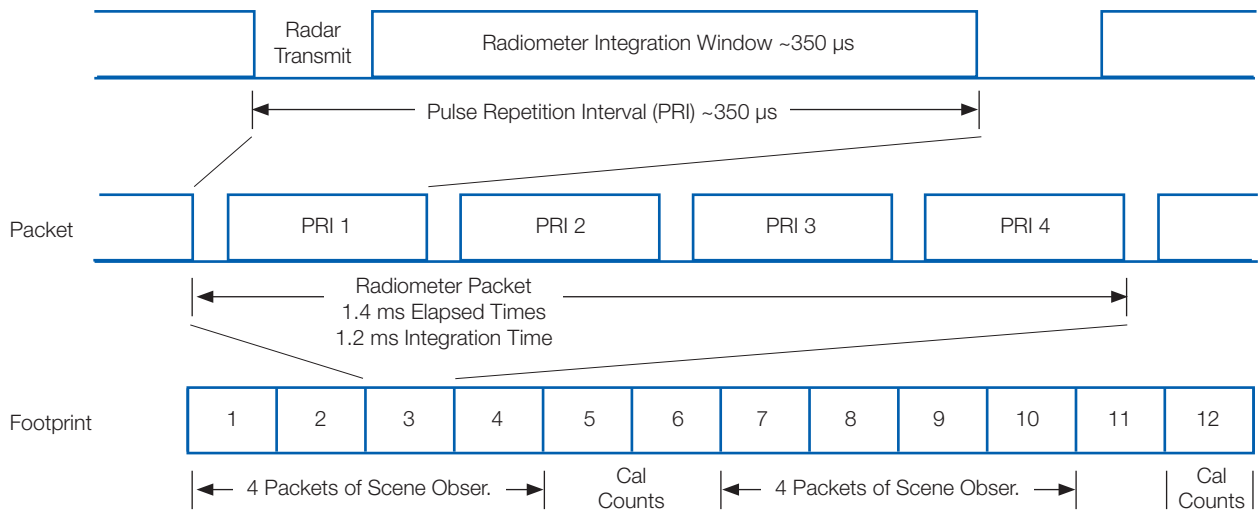 Radar
Transmit
Radiometer Integration Window ~350 µs
Pulse Repetition Interval (PRI) ~350 µs
Packet
PRI 1
PRI 2
PRI 3
PRI 4
Radiometer Packet
1.4 ms Elapsed Times
1.2 ms Integration Time
Footprint
1 2 3 4 5 6 7 8 9 10 11 12
4 Packets of Scene Obser.
Cal
Counts
4 Packets of Scene Obser.
Cal
Counts